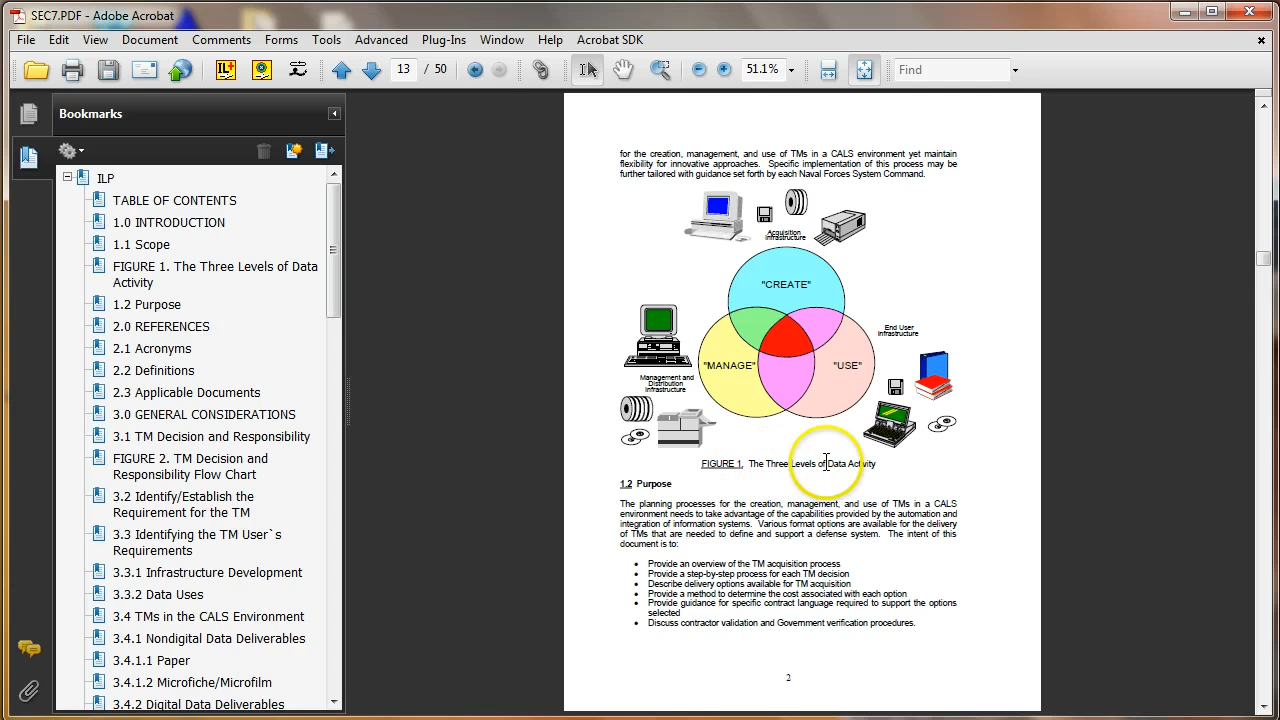 SEC7.PDF - Adobe Acrobat
File Edit View Document Comments Forms Tools Advanced Plug-Ins Window Help Acrobat SDK
13 / 50 51.1% Find
Bookmarks
ILP
TABLE OF CONTENTS
1.0 INTRODUCTION
1.1 Scope
FIGURE 1. The Three Levels of Data
Activity
1.2 Purpose
2.0 REFERENCES
2.1 Acronyms
2.2 Definitions
2.3 Applicable Documents
3.0 GENERAL CONSIDERATIONS
3.1 TM Decision and Responsibility
FIGURE 2. TM Decision and
Responsibility Flow Chart
3.2 Identify/Establish the
Requirement for the TM
3.3 Identifying the TM User`s
Requirements
3.3.1 Infrastructure Development
3.3.2 Data Uses
3.4 TMs in the CALS Environment
3.4.1 Nondigital Data Deliverables
3.4.1.1 Paper
3.4.1.2 Microfiche/Microfilm
3.4.2 Digital Data Deliverables
for the creation, management, and use of TMs in a CALS environment yet maintain
flexibility for innovative approaches. Specific implementation of this process may be
further tailored with guidance set forth by each Naval Forces System Command.
Acquisition
Infrastructure
"CREATE"
End User
Infrastructure
"MANAGE"
"USE"
Management and
Distribution
Infrastructure
FIGURE 1. The Three Levels of Data Activity
1.2 Purpose
The planning processes for the creation, management, and use of TMs in a CALS
environment needs to take advantage of the capabilities provided by the automation and
integration of information systems. Various format options are available for the delivery
of TMs that are needed to define and support a defense system. The intent of this
document is to:
• Provide an overview of the TM acquisition process
• Provide a step-by-step process for each TM decision
• Describe delivery options available for TM acquisition
• Provide a method to determine the cost associated with each option
• Provide guidance for specific contract language required to support the options
selected
• Discuss contractor validation and Government verification procedures.
2